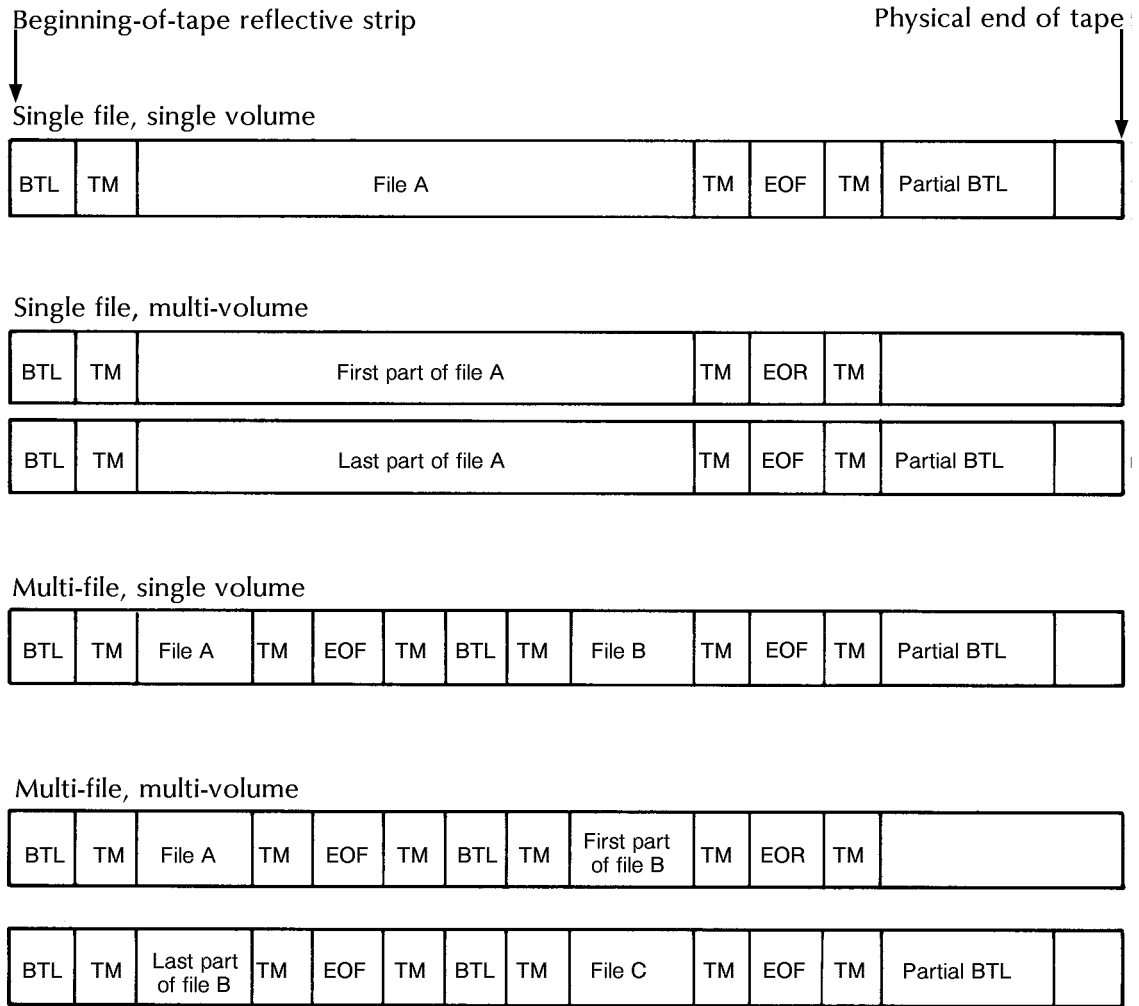 Beginning-of-tape reflective strip
Physical end of tape
Single file, single volume
BTL TM File A TM EOF TM Partial BTL
Single file, multi-volume
BTL TM First part of file A TM EOR TM
BTL TM Last part of file A TM EOF TM Partial BTL
Multi-file, single volume
BTL TM File A TM EOF TM BTL TM File B TM EOF TM Partial BTL
Multi-file, multi-volume
BTL TM File A TM EOF TM BTL TM First part of file B TM EOR TM
BTL TM Last part of file B TM EOF TM BTL TM File C TM EOF TM Partial BTL